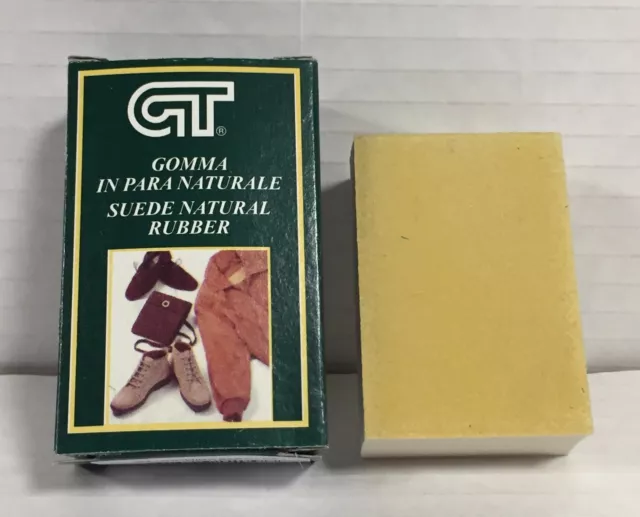 GT®
GOMMA
IN PARA NATURALE
SUEDE NATURAL
RUBBER